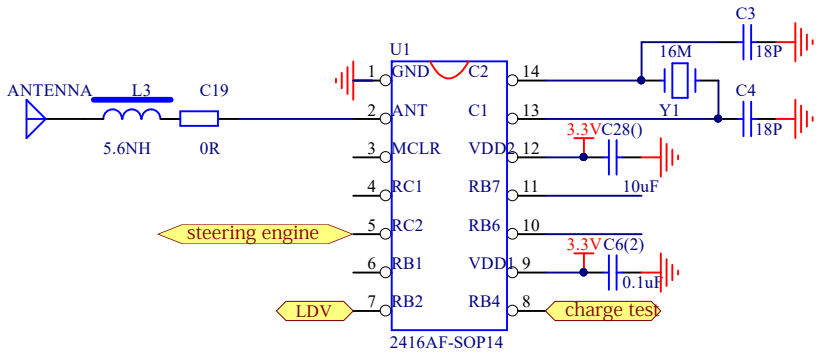 C3
U1
16M
18P
1 GND C2 14
ANTENNA L3 C19
C4
2 ANT C1 13
Y1
5.6NH 0R
18P
3.3V C28()
3 MCLR VDD2 12
4 RC1 RB7 11 10uF
steering engine 5 RC2 RB6 10
3.3V C6(2)
6 RB1 VDD1 9 0.1uF
LDV 7 RB2 RB4 8 charge test
2416AF-SOP14